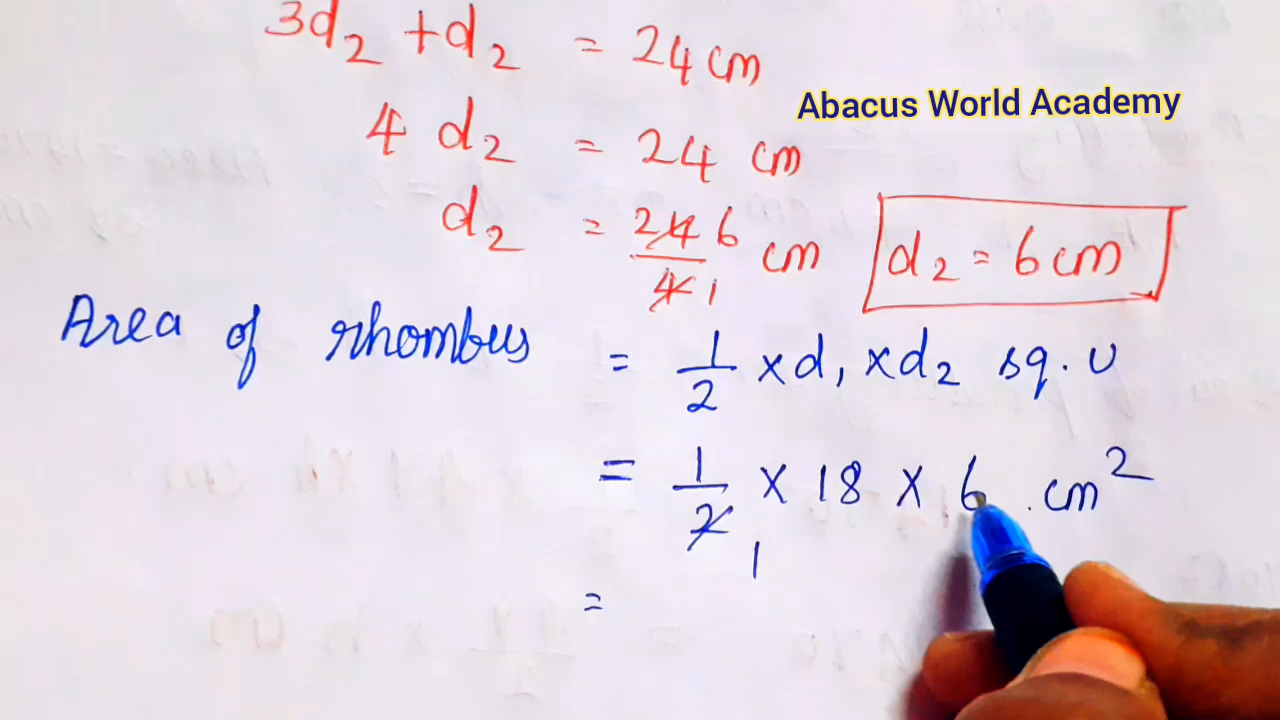 3d₂ + d₂ = 24 cm
Abacus World Academy
4 d₂ = 24 cm
d₂ = 24/4 6 1 cm d₂ = 6 cm
Area of rhombus = 1/2 × d₁ × d₂ sq. u
= 1/2 1 × 18 × 6 cm²
=